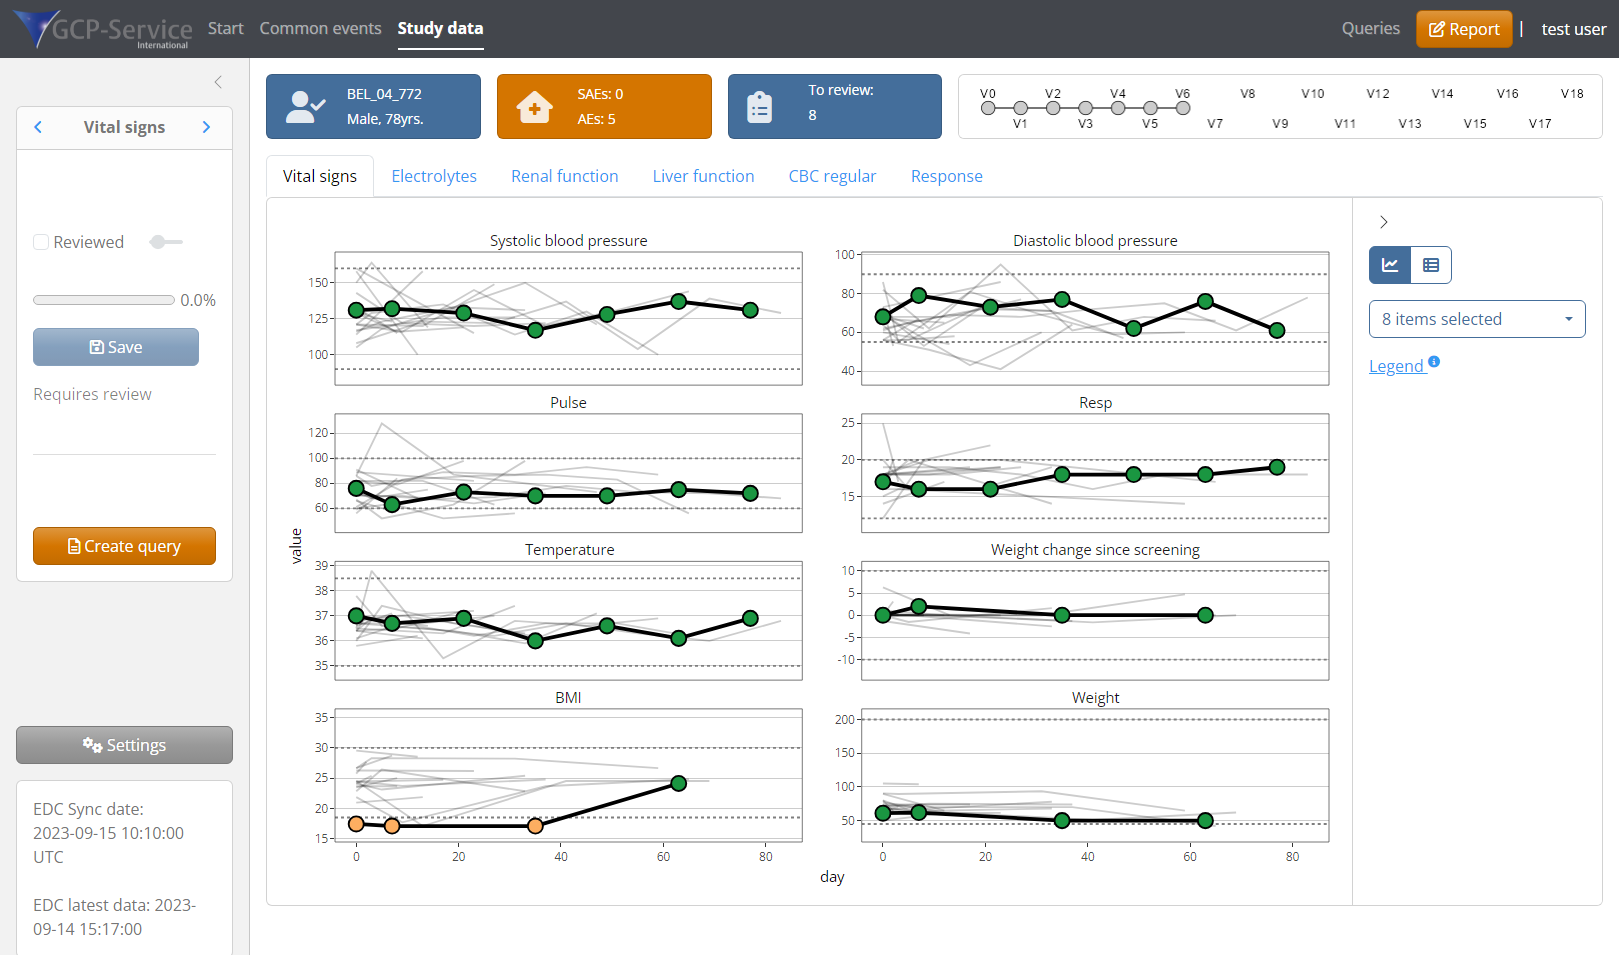 GCP-Service
International
Start Common events Study data
Queries Report | test user
Vital signs
Reviewed
0.0%
Save
Requires review
Create query
Settings
EDC Sync date:
2023-09-15 10:10:00
UTC
EDC latest data: 2023-
09-14 15:17:00
BEL_04_772
Male, 78yrs.
SAEs: 0
AEs: 5
To review:
8
V0 V2 V4 V6 V8 V10 V12 V14 V16 V18
V1 V3 V5 V7 V9 V11 V13 V15 V17
Vital signs Electrolytes Renal function Liver function CBC regular Response
Systolic blood pressure
150
125
100
Diastolic blood pressure
100
80
60
40
Pulse
120
100
80
60
Resp
25
20
15
value
Temperature
39
38
37
36
35
Weight change since screening
10
5
0
-5
-10
BMI
35
30
25
20
15
0 20 40 60 80
Weight
200
150
100
50
0 20 40 60 80
day
8 items selected
Legend